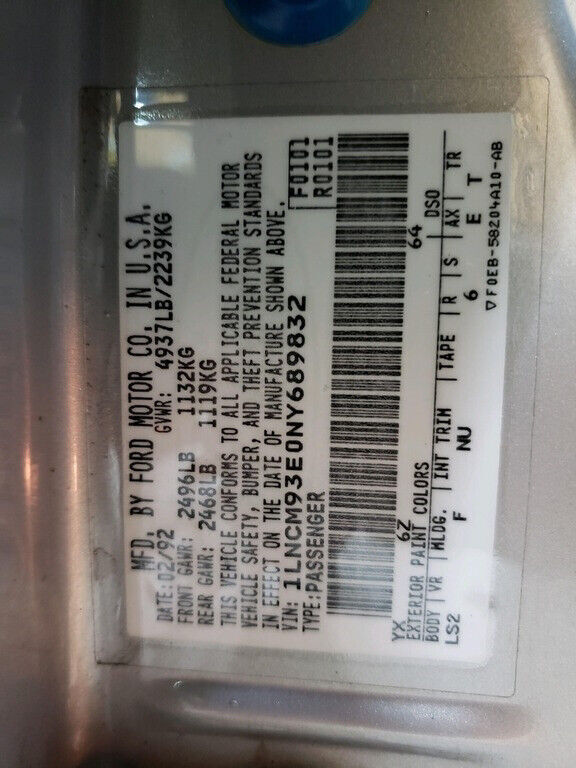 MFD. BY FORD MOTOR CO. IN U.S.A.
DATE: 02/92 GVWR: 4937LB/2239KG
FRONT GAWR: 2496LB 1132KG
REAR GAWR: 2468LB 1119KG
THIS VEHICLE CONFORMS TO ALL APPLICABLE FEDERAL MOTOR
VEHICLE SAFETY, BUMPER, AND THEFT PREVENTION STANDARDS
IN EFFECT ON THE DATE OF MANUFACTURE SHOWN ABOVE.
VIN: 1LNCM93E0NY689832 F0101
TYPE: PASSENGER R0101
YX 6Z 64
EXTERIOR PAINT COLORS DSO
BODY VR MLDG. INT TRIM TAPE R S AX TR
LS2 F NU 6 E T
▽F0EB-58204A10-AB